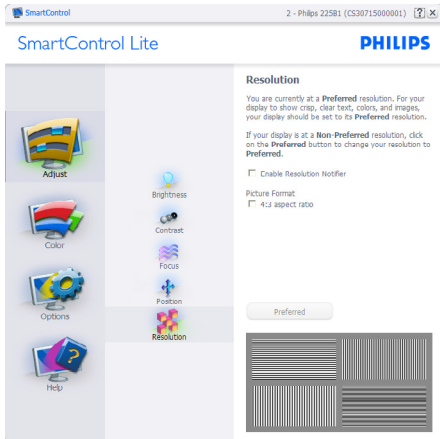 SmartControl
2 - Philips 225B1 (CS30715000001)
SmartControl Lite
PHILIPS
Adjust
Color
Options
Help
Brightness
Contrast
Focus
Position
Resolution
Resolution
You are currently at a Preferred resolution. For your
display to show crisp, clear text, colors, and images,
your display should be set to its Preferred resolution.
If your display is at a Non-Preferred resolution, click
on the Preferred button to change your resolution to
Preferred.
Enable Resolution Notifier
Picture Format
4:3 aspect ratio
Preferred